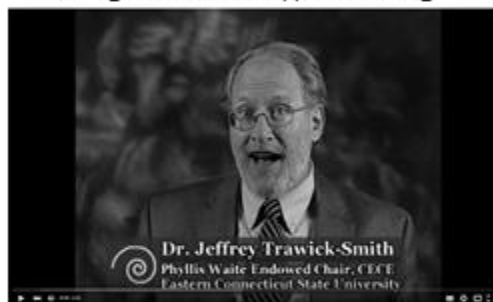 Dr. Jeffrey Trawick-Smith
Phyllis Waite Endowed Chair, CECE
Eastern Connecticut State University